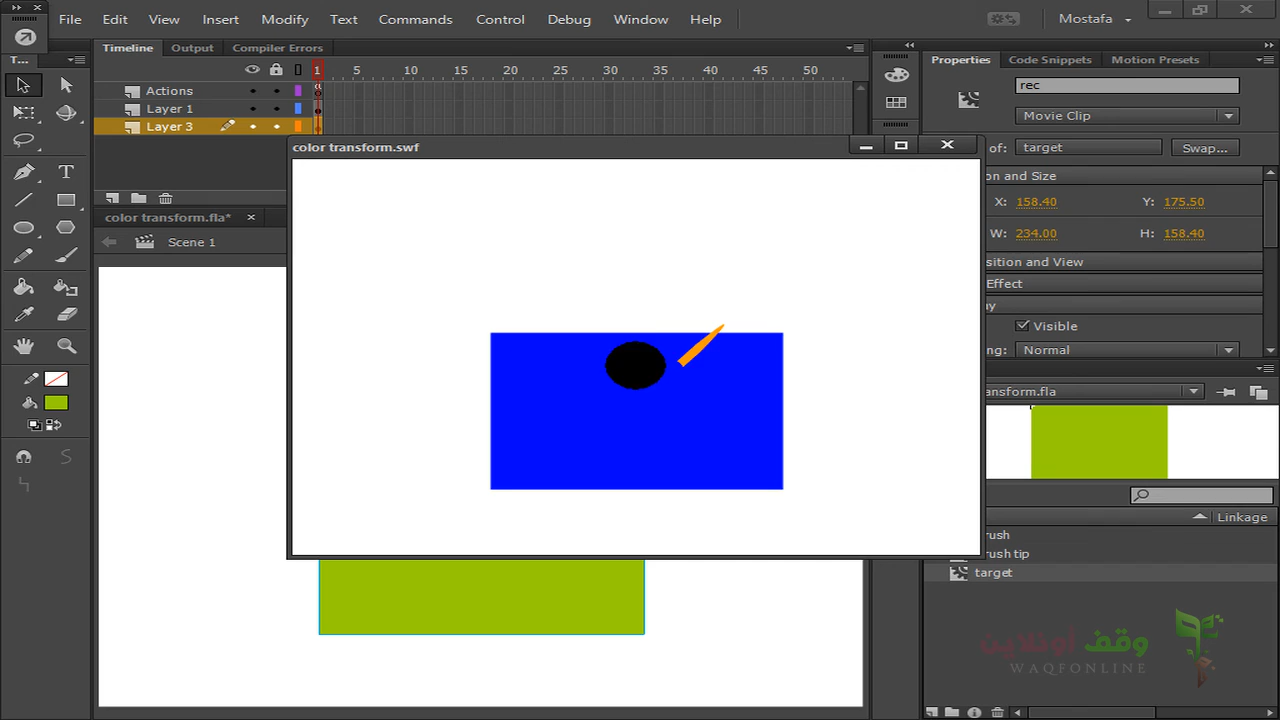 File Edit View Insert Modify Text Commands Control Debug Window Help Mostafa
T... Timeline Output Compiler Errors
Properties Code Snippets Motion Presets
1 5 10 15 20 25 30 35 40 45 50
rec
Actions
Layer 1
Movie Clip
Layer 3
color transform.swf
of: target Swap...
on and Size
X: 158.40 Y: 175.50
color transform.fla*
W: 234.00 H: 158.40
Scene 1
sition and View
Effect
ay
Visible
ng: Normal
ansform.fla
Linkage
rush
rush tip
target
وقف أونلاين
WAQFONLINE